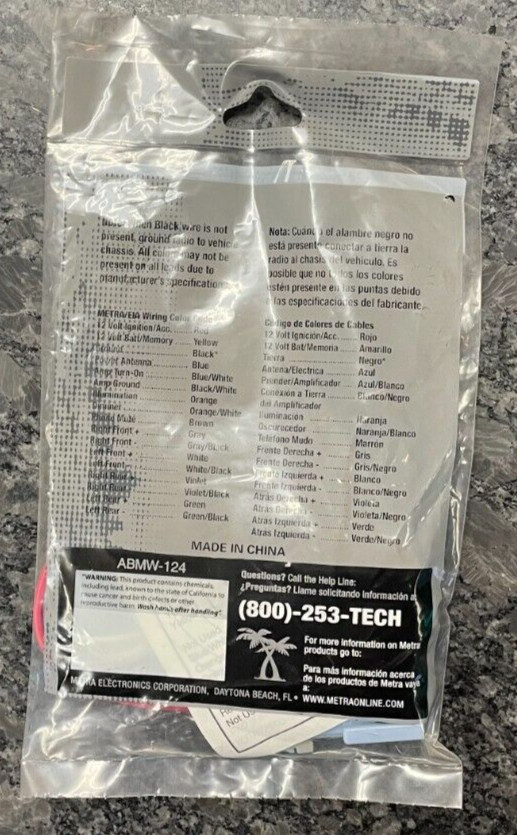 Black wire is not
present, ground radio to vehicle
chassis. All colors may not be
present on all leads due to
manufacturer's specifications.
METRA/EIA Wiring Color
12 Volt Ignition/Acc. Red
12 Volt Batt/Memory Yellow
Ground Black*
Power Antenna Blue
Amp Turn-On Blue/White
Amp Ground Black/White
Illumination Orange
Dimmer Orange/White
Phone Mute Brown
Right Front + Gray
Right Front - Gray/Black
Left Front + White
Left Front - White/Black
Right Rear + Violet
Right Rear - Violet/Black
Left Rear + Green
Left Rear - Green/Black
Nota: Cuando el alambre negro no
está presente conectar a tierra la
radio al chasis del vehiculo. Es
posible que no todos los colores
estén presente en las puntas debido
a las especificaciones del fabricante.
Código de Colores de Cables
12 Volt Ignición/Acc. Rojo
12 Volt Bat/Memoria Amarillo
Tierra Negro*
Antena/Electrica Azul
Prender/Amplificador Azul/Blanco
Conexión a Tierra Blanco/Negro
del Amplificador
Iluminación Naranja
Oscurocedor Naranja/Blanco
Teléfono Mudo Marrón
Frente Derecha + Gris
Frente Derecha - Gris/Negro
Frente Izquierda + Blanco
Frente Izquierda - Blanco/Negro
Atrás Derecha + Violeta
Atrás Derecha - Violeta/Negro
Atrás Izquierda + Verde
Atrás Izquierda - Verde/Negro
MADE IN CHINA
ABMW-124
"WARNING: This product contains chemicals,
including lead, known to the state of California to
cause cancer and birth defects or other
reproductive harm. Wash hands after handling"
Questions? Call the Help Line:
¿Preguntas? Llame solicitando Información a
(800)-253-TECH
For more information on Metra
products go to:
Para más información acerca
de los productos de Metra vaya
a:
METRA ELECTRONICS CORPORATION, DAYTONA BEACH, FL • WWW.METRAONLINE.COM
Not Used